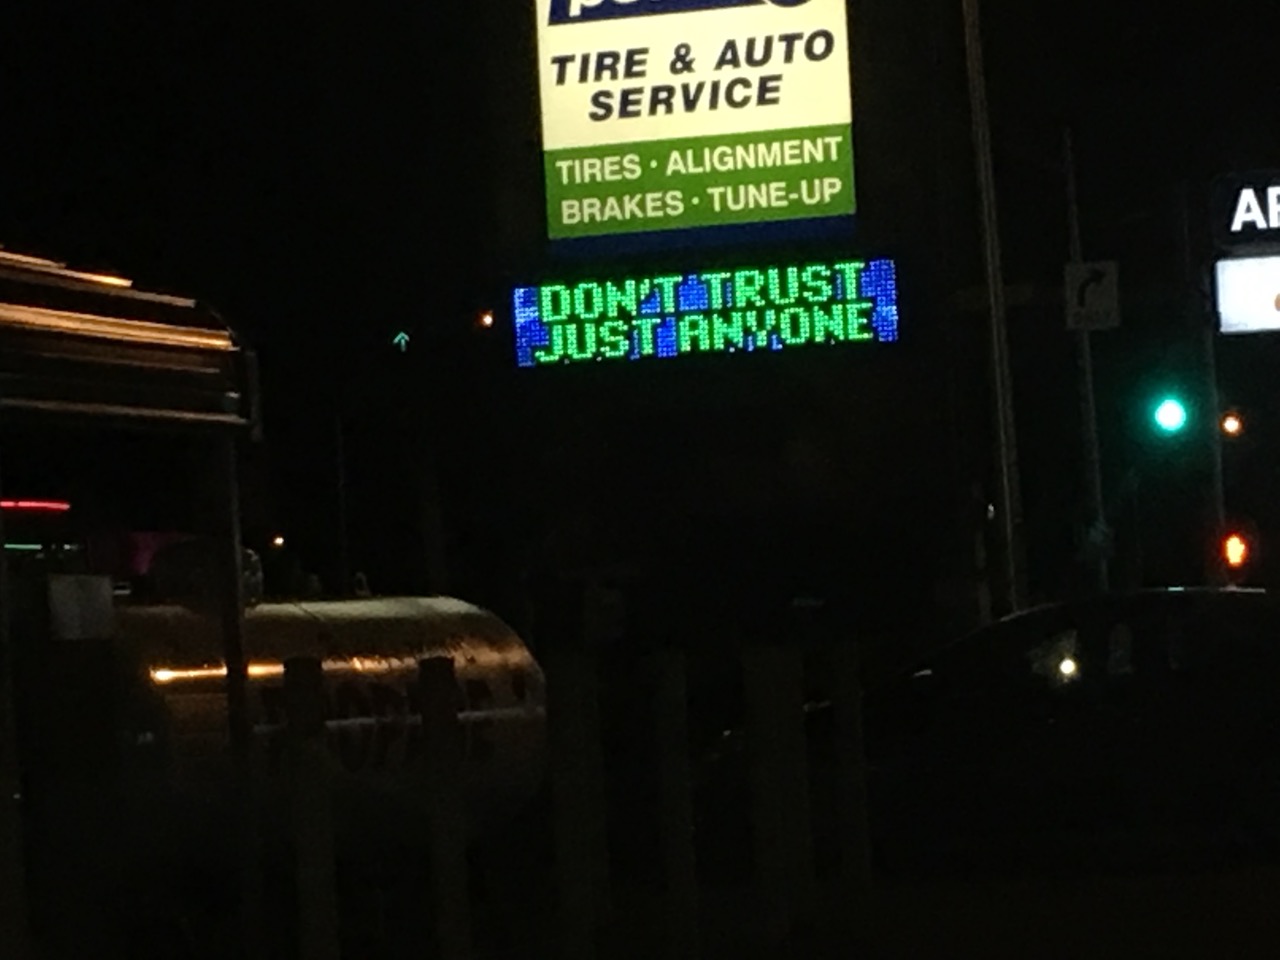 TIRE & AUTO
SERVICE
TIRES · ALIGNMENT
BRAKES · TUNE-UP
DON'T TRUST
JUST ANYONE